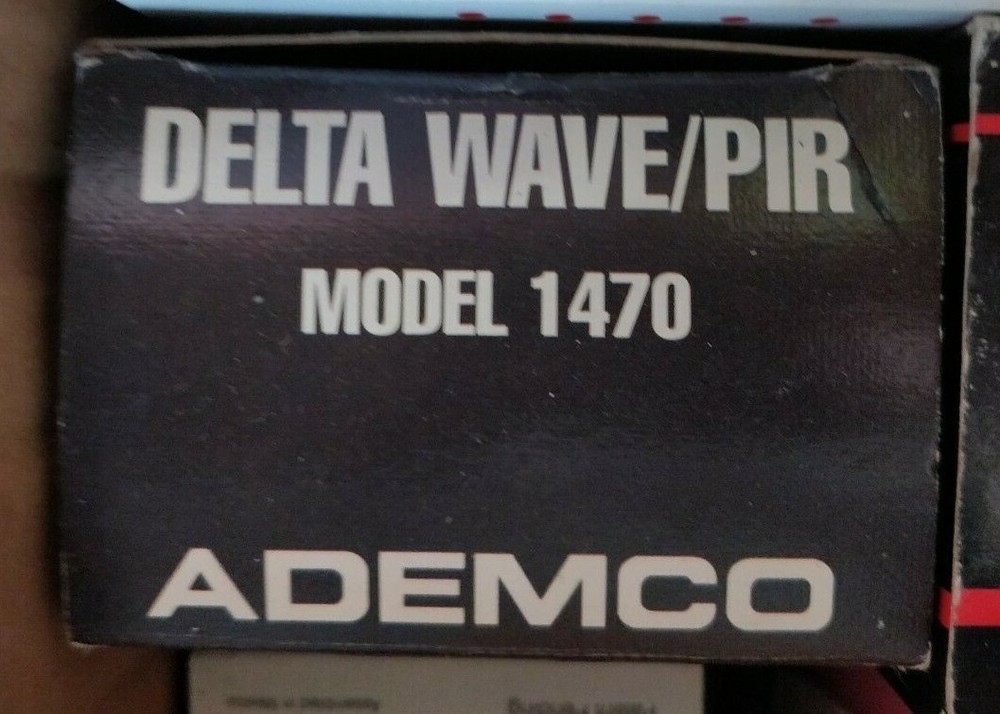 DELTA WAVE/PIR
MODEL 1470
ADEMCO